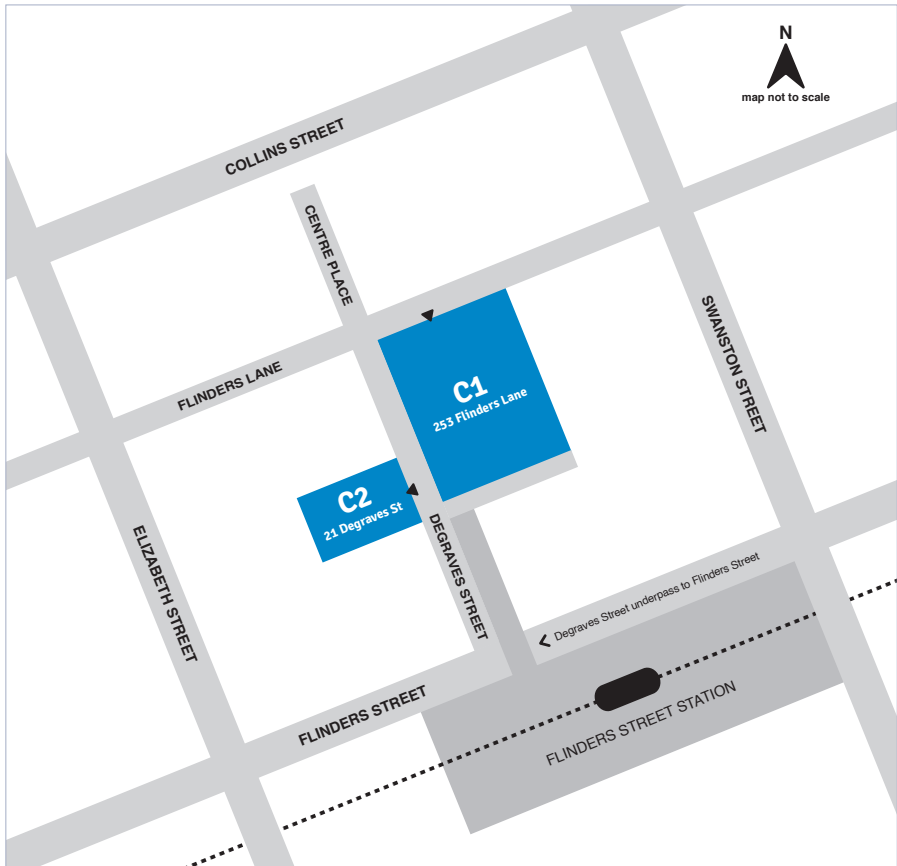 N
map not to scale
COLLINS STREET
CENTRE PLACE
SWANSTON STREET
FLINDERS LANE
C1
253 Flinders Lane
C2
21 Degraves St
DEGRAVES STREET
ELIZABETH STREET
Degraves Street underpass to Flinders Street
FLINDERS STREET
FLINDERS STREET STATION